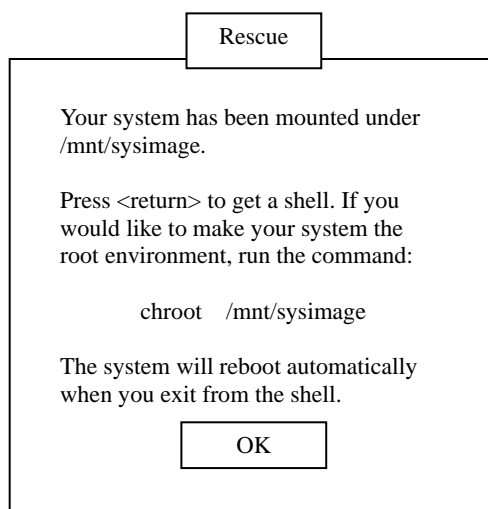 Rescue
Your system has been mounted under
/mnt/sysimage.
Press <return> to get a shell. If you
would like to make your system the
root environment, run the command:
chroot /mnt/sysimage
The system will reboot automatically
when you exit from the shell.
OK